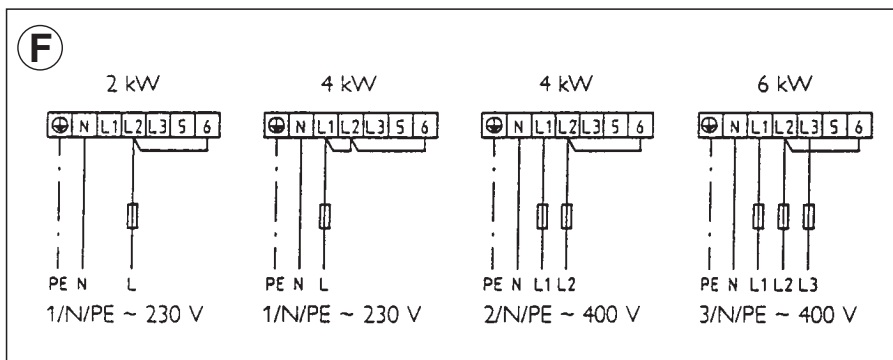 F
2 kW 4 kW 4 kW 6 kW
N L1 L2 L3 5 6 N L1 L2 L3 5 6 N L1 L2 L3 5 6 N L1 L2 L3 5 6
PE N L PE N L PE N L1 L2 PE N L1 L2 L3
1/N/PE ~ 230 V 1/N/PE ~ 230 V 2/N/PE ~ 400 V 3/N/PE ~ 400 V